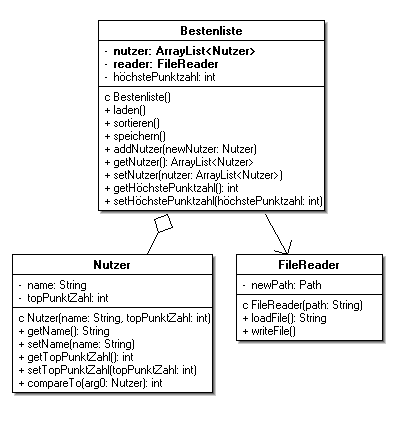 Bestenliste
- nutzer: ArrayList<Nutzer>
- reader: FileReader
- höchstePunktzahl: int
c Bestenliste()
+ laden()
+ sortieren()
+ speichern()
+ addNutzer(newNutzer: Nutzer)
+ getNutzer(): ArrayList<Nutzer>
+ setNutzer(nutzer: ArrayList<Nutzer>)
+ getHöchstePunktzahl(): int
+ setHöchstePunktzahl(höchstePunktzahl: int)
Nutzer
- name: String
- topPunktZahl: int
c Nutzer(name: String, topPunktZahl: int)
+ getName(): String
+ setName(name: String)
+ getTopPunktZahl(): int
+ setTopPunktZahl(topPunktZahl: int)
+ compareTo(arg0: Nutzer): int
FileReader
- newPath: Path
c FileReader(path: String)
+ loadFile(): String
+ writeFile()